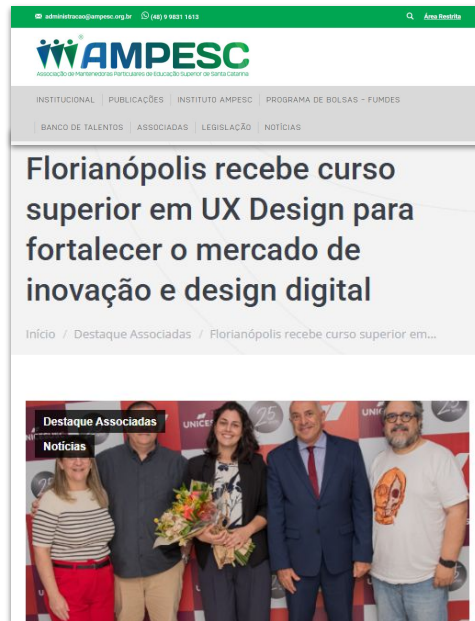 administracao@ampesc.org.br (48) 9 9831 1613 Área Restrita
AMPESC
Associação de Mantenedoras Particulares de Educação Superior de Santa Catarina
INSTITUCIONAL PUBLICAÇÕES INSTITUTO AMPESC PROGRAMA DE BOLSAS - FUMDES
BANCO DE TALENTOS ASSOCIADAS LEGISLAÇÃO NOTÍCIAS
Florianópolis recebe curso
superior em UX Design para
fortalecer o mercado de
inovação e design digital
Início / Destaque Associadas / Florianópolis recebe curso superior em...
Destaque Associadas
Notícias
25
25